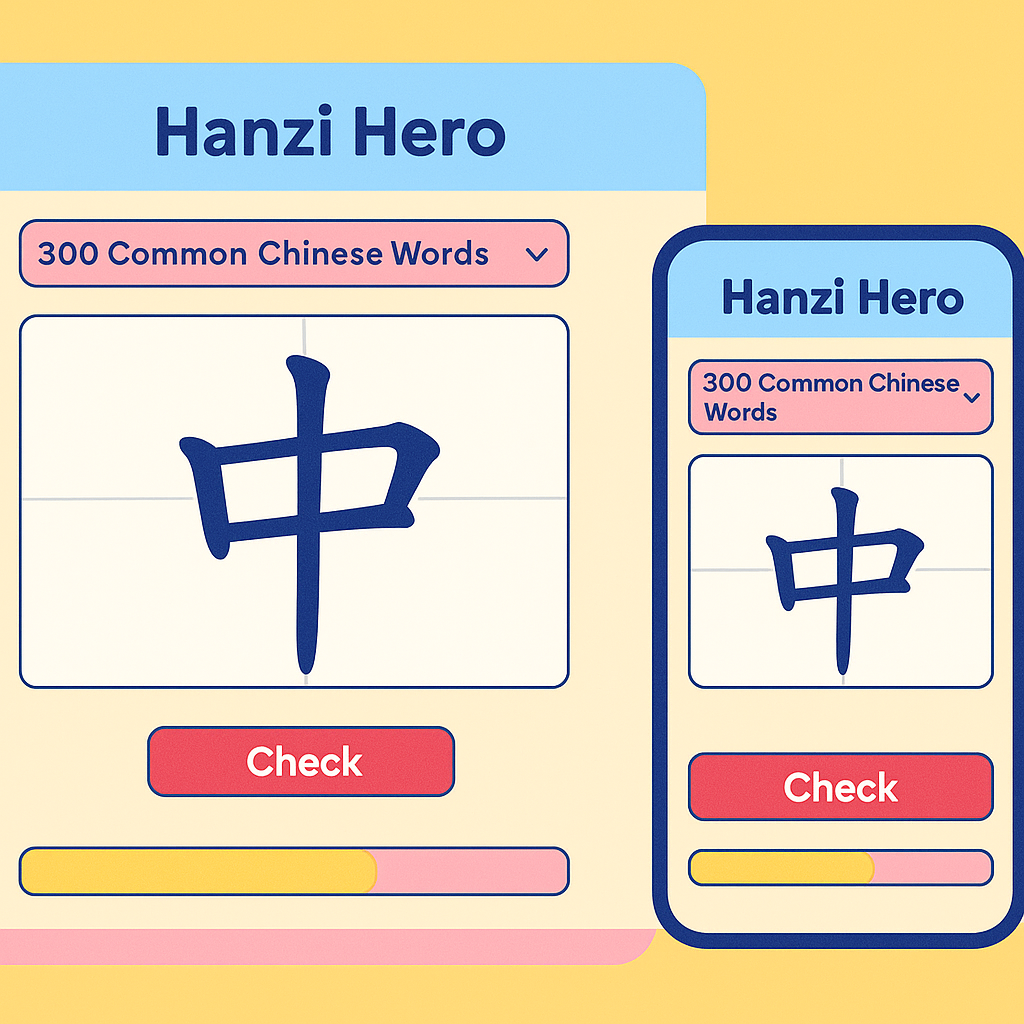 Hanzi Hero
300 Common Chinese Words
中
Check
Hanzi Hero
300 Common Chinese
Words
中
Check